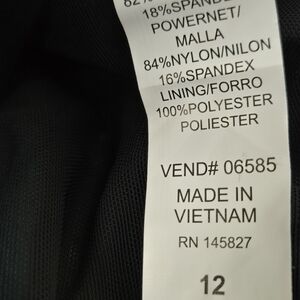 82%
18%SPANDEX
POWERNET/
MALLA
84%NYLON/NILON
16%SPANDEX
LINING/FORRO
100%POLYESTER
POLIESTER
VEND# 06585
MADE IN
VIETNAM
RN 145827
12